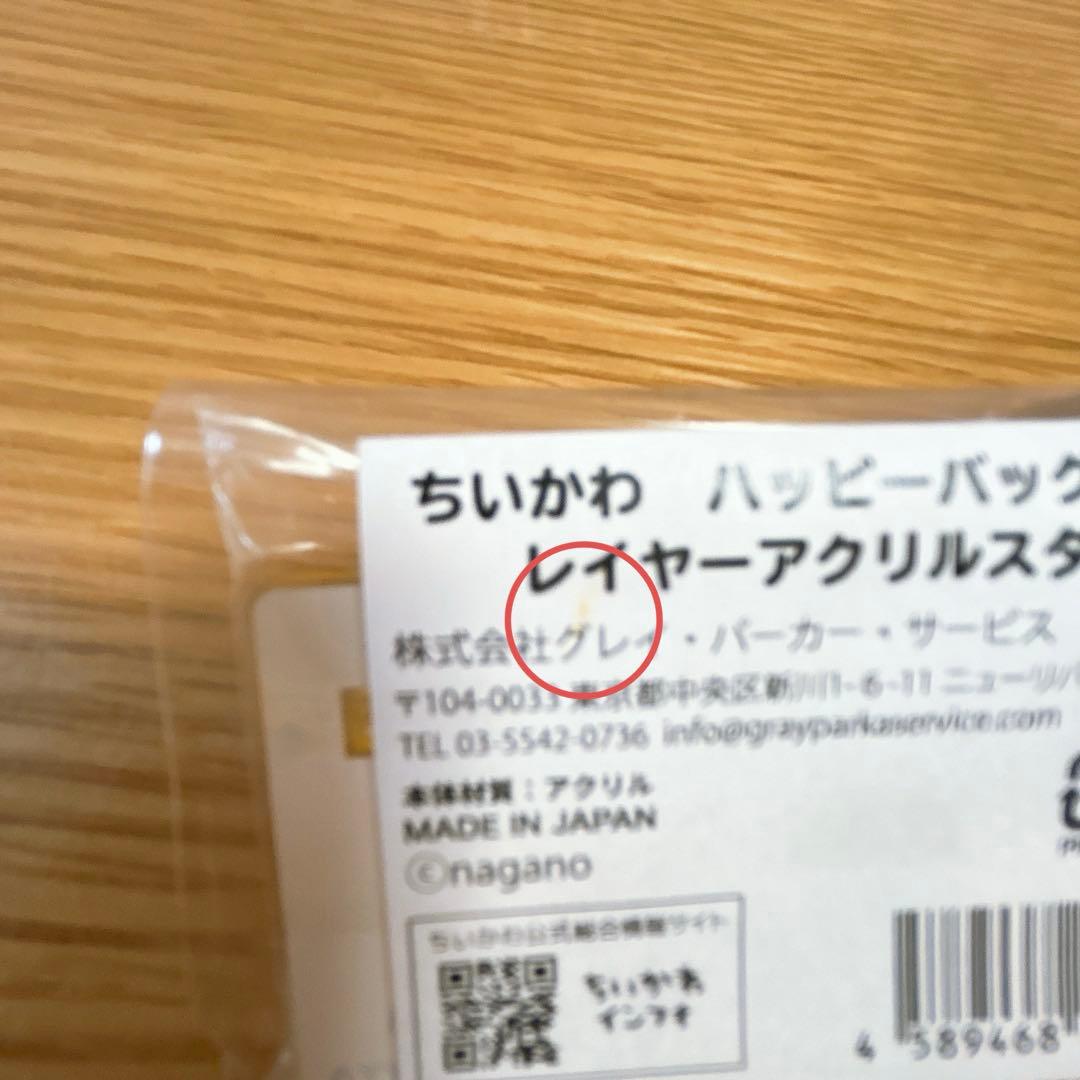 ちいかわ ハッピーバッグ
レイヤーアクリルスタ
株式会社グレイ・パーカー・サービス
〒104-0033 東京都中央区新川1-6-11 ニューリバ
TEL 03-5542-0736 info@grayparkaservice.com
本体材質：アクリル
MADE IN JAPAN
©nagano
ちいかわ公式総合情報サイト
ちいかわ
インフォ
4 589468